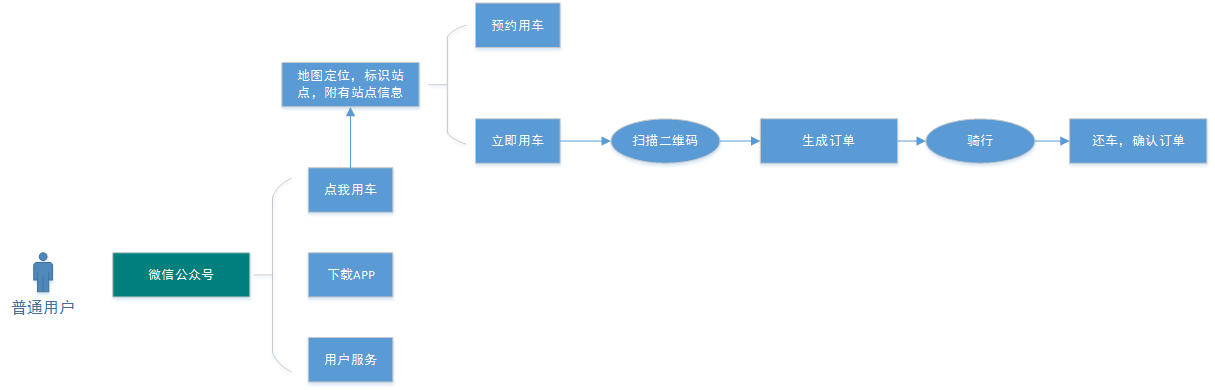 预约用车
地图定位，标识站
点，附有站点信息
立即用车
扫描二维码
生成订单
骑行
还车，确认订单
点我用车
微信公众号
下载APP
普通用户
用户服务